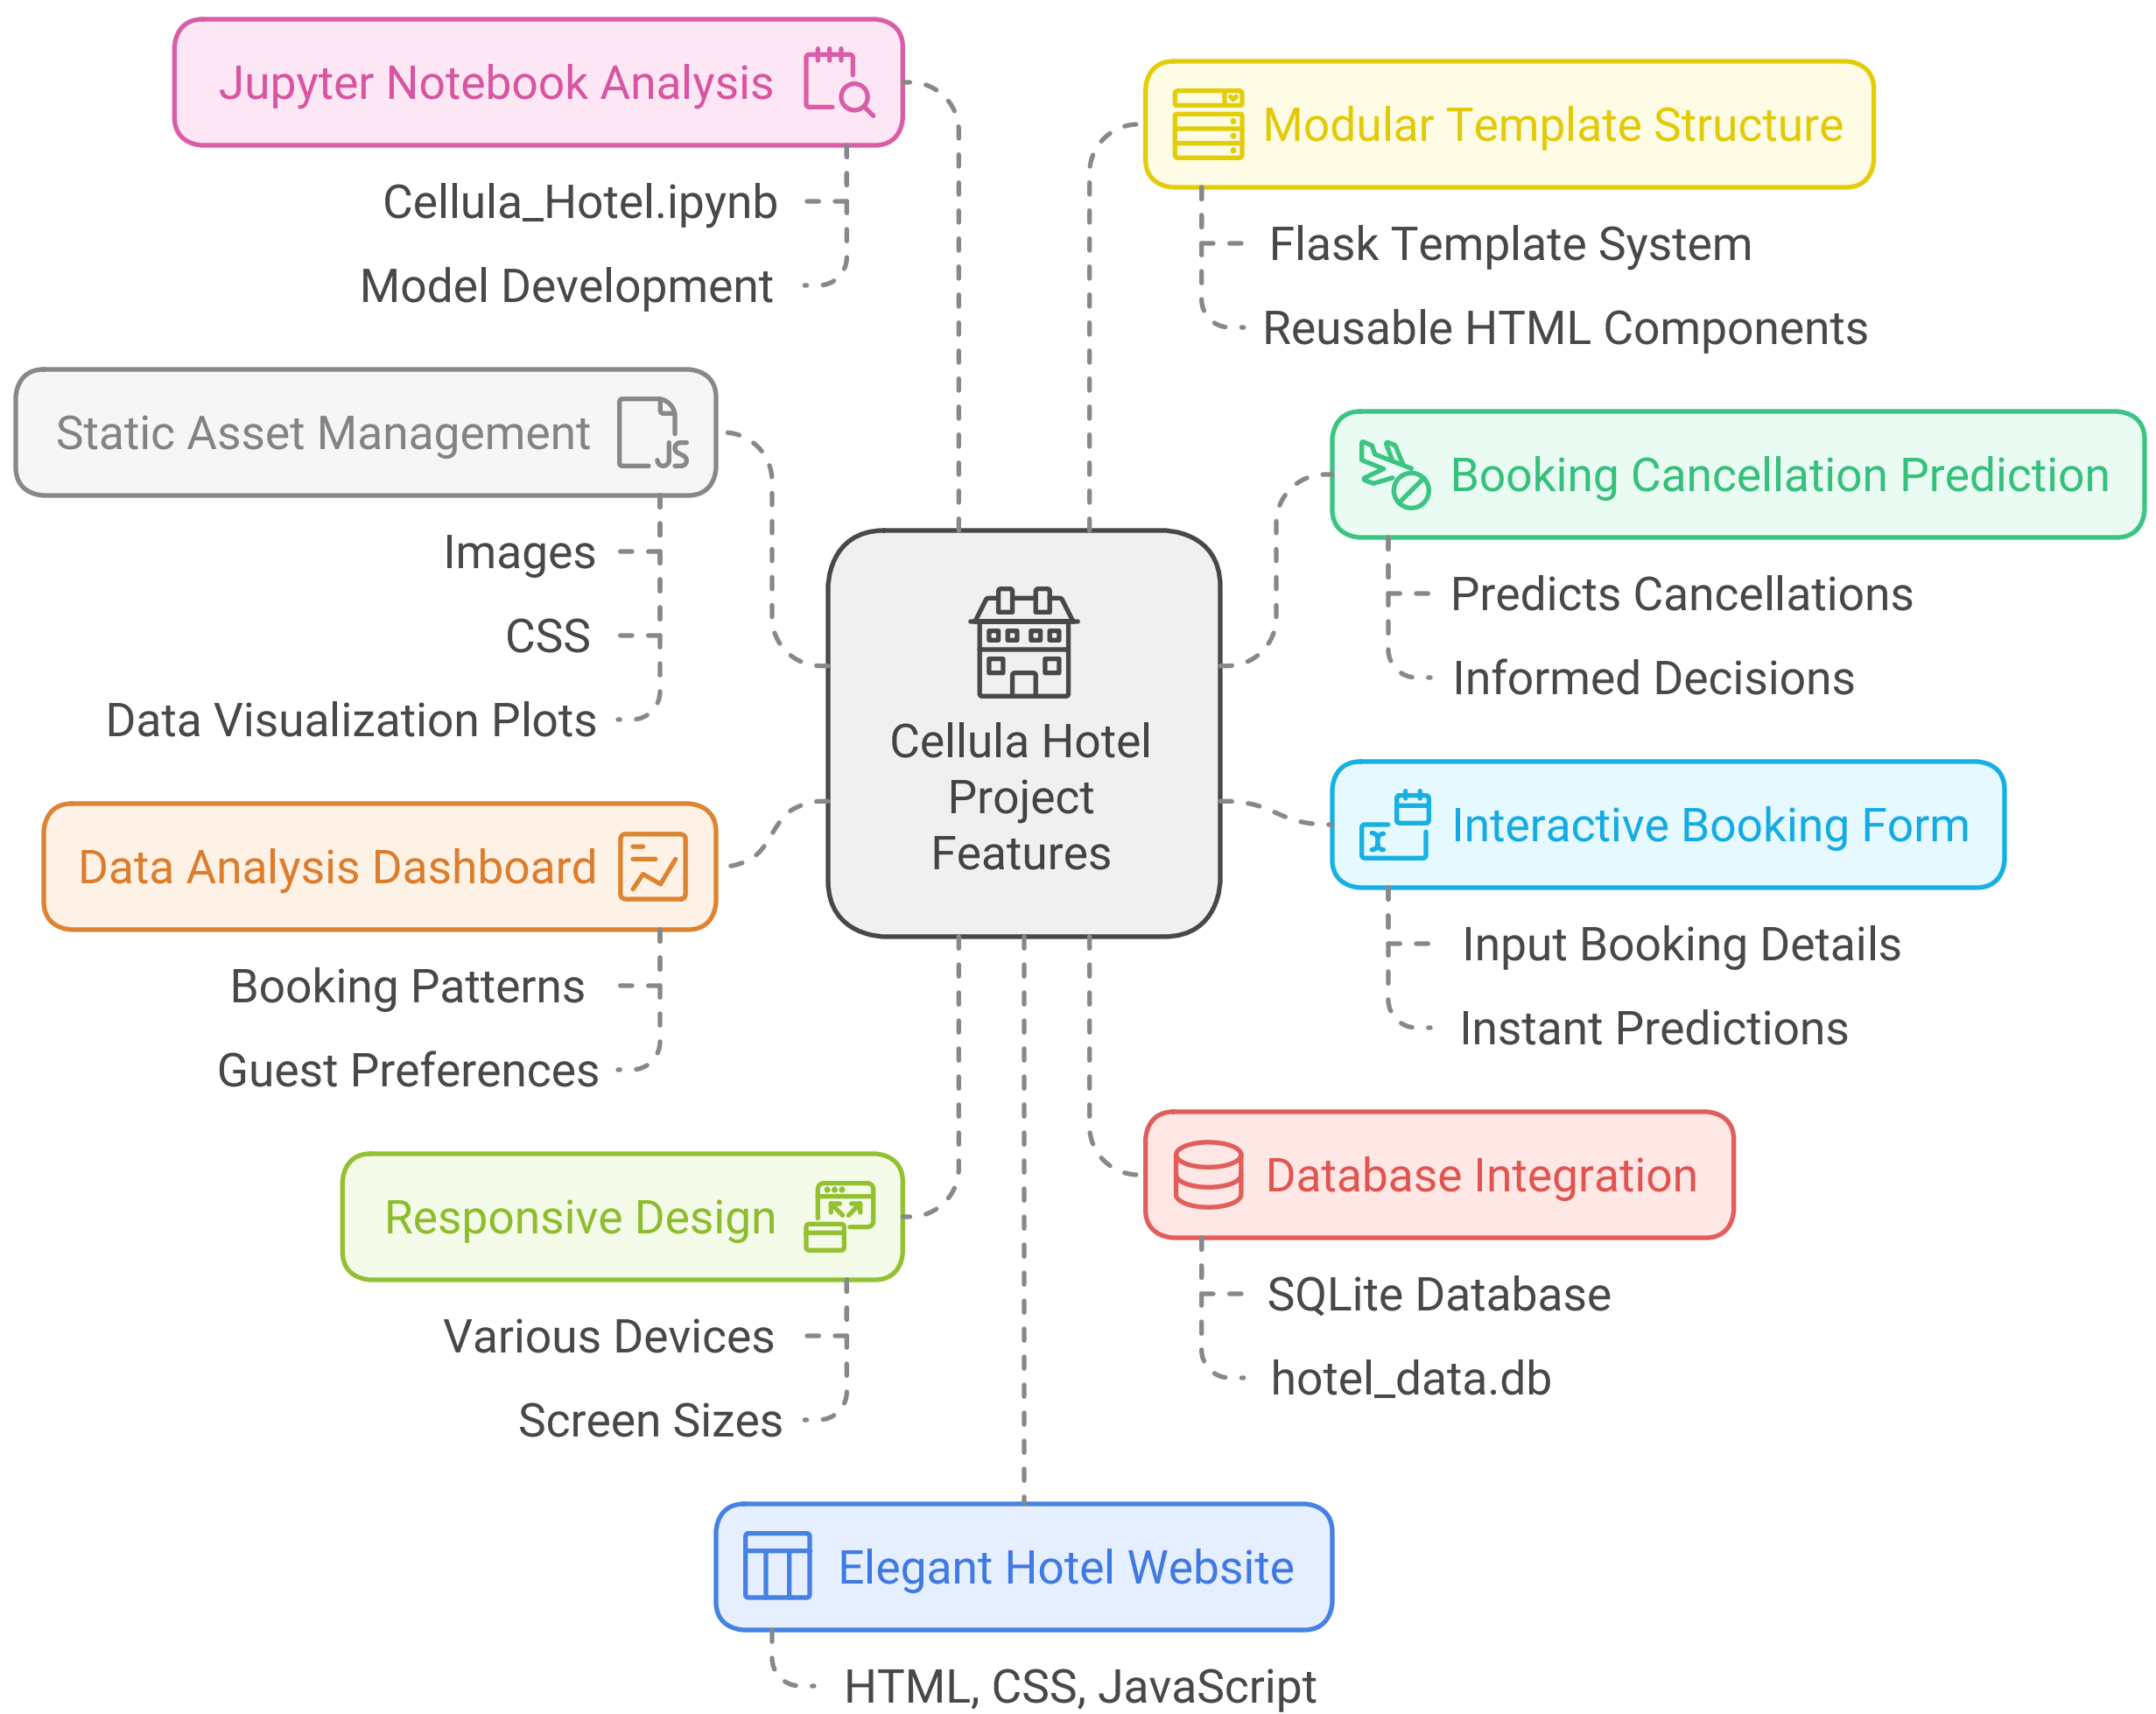 Jupyter Notebook Analysis
Cellula_Hotel.ipynb
Model Development
Modular Template Structure
Flask Template System
Reusable HTML Components
Static Asset Management
JS
Images
CSS
Data Visualization Plots
Booking Cancellation Prediction
Predicts Cancellations
Informed Decisions
Cellula Hotel
Project
Features
Data Analysis Dashboard
Booking Patterns
Guest Preferences
Interactive Booking Form
Input Booking Details
Instant Predictions
Responsive Design
Various Devices
Screen Sizes
Database Integration
SQLite Database
hotel_data.db
Elegant Hotel Website
HTML, CSS, JavaScript